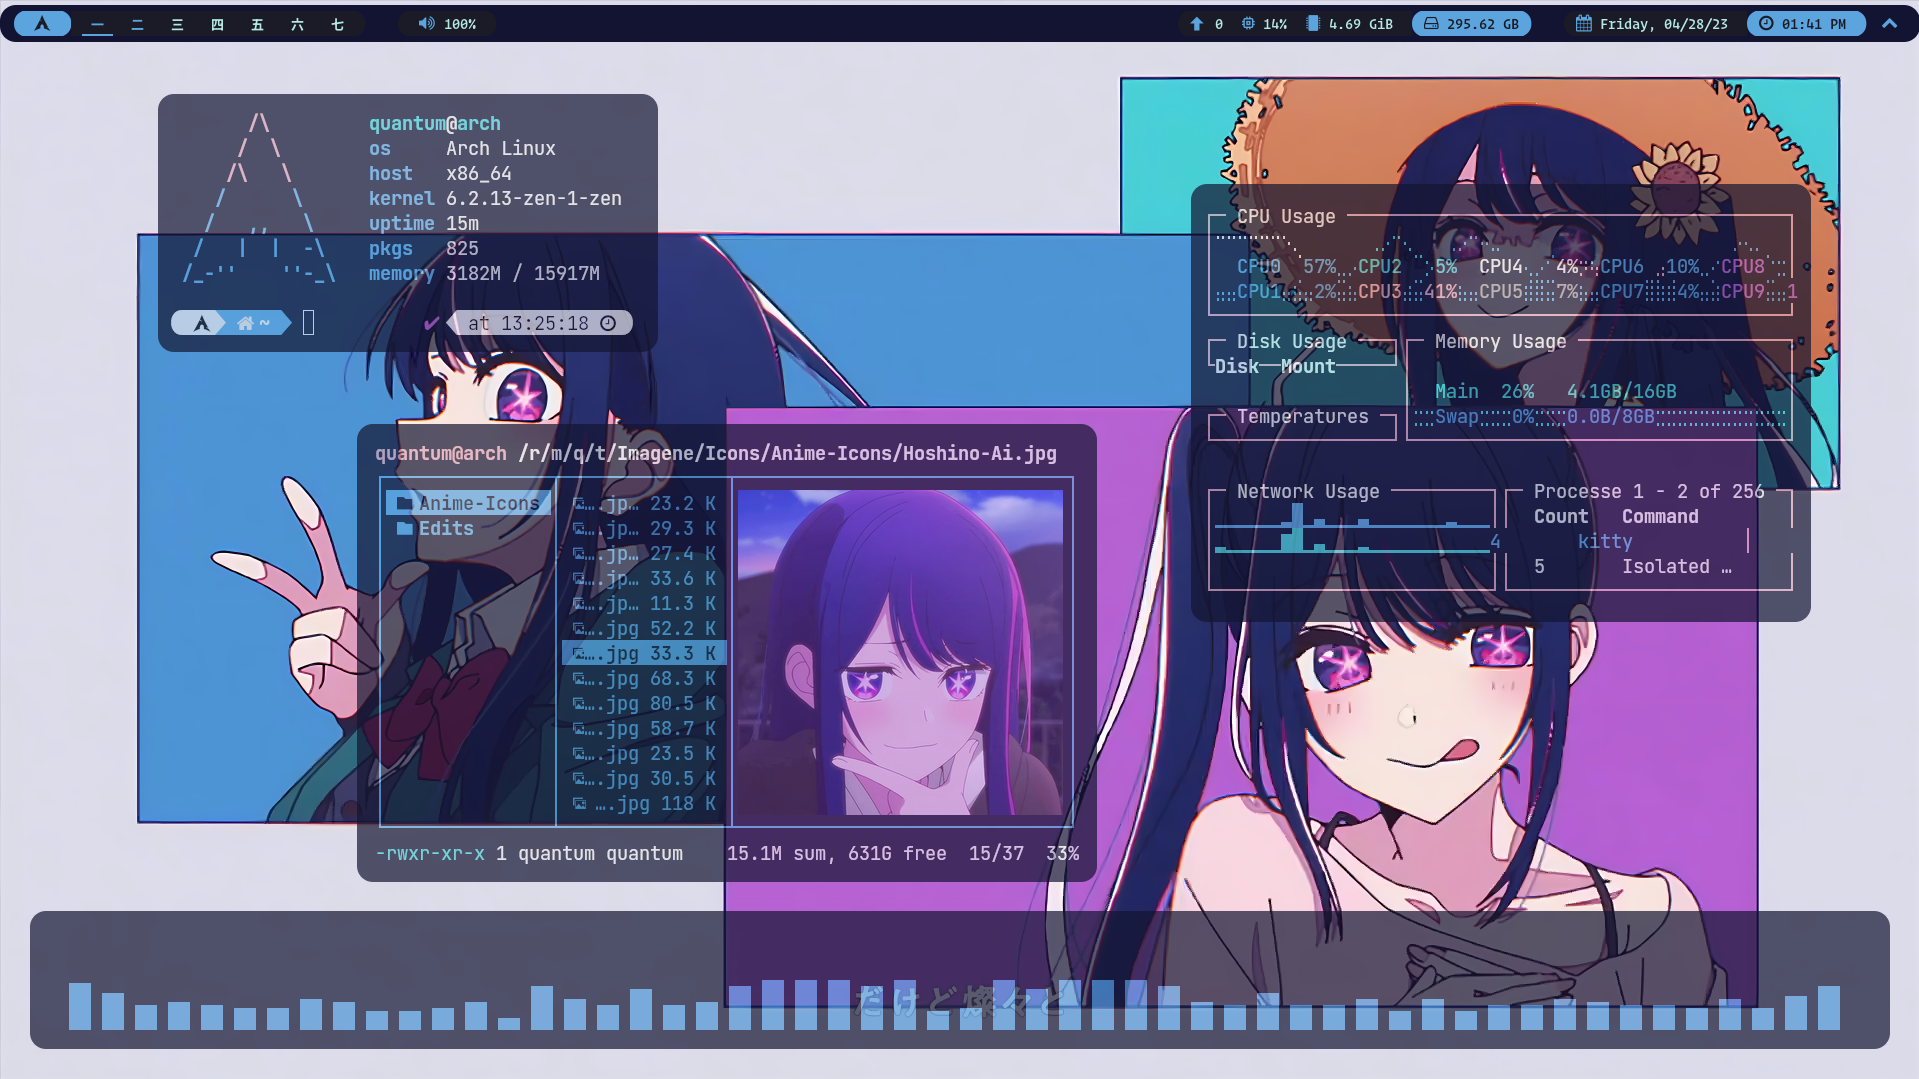 一 二 三 四 五 六 七 100% 0 14% 4.69 GiB 295.62 GB Friday, 04/28/23 01:41 PM
quantum@arch
os Arch Linux
host x86_64
kernel 6.2.13-zen-1-zen
uptime 15m
pkgs 825
memory 3182M / 15917M
~ ✔ at 13:25:18
CPU Usage
CPU0 57% CPU2 5% CPU4 4% CPU6 10% CPU8
CPU1 2% CPU3 41% CPU5 7% CPU7 4% CPU9 1
Disk Usage
Disk Mount
Temperatures
Memory Usage
Main 26% 4.1GB/16GB
Swap 0% 0.0B/8GB
Network Usage
Processe 1 - 2 of 256
Count Command
4 kitty
5 Isolated …
quantum@arch /r/m/q/t/Imagene/Icons/Anime-Icons/Hoshino-Ai.jpg
Anime-Icons
Edits
….jp… 23.2 K
….jp… 29.3 K
….jp… 27.4 K
….jp… 33.6 K
….jp… 11.3 K
….jpg 52.2 K
….jpg 33.3 K
….jpg 68.3 K
….jpg 80.5 K
….jpg 58.7 K
….jpg 23.5 K
….jpg 30.5 K
….jpg 118 K
-rwxr-xr-x 1 quantum quantum 15.1M sum, 631G free 15/37 33%
だけど燦々と